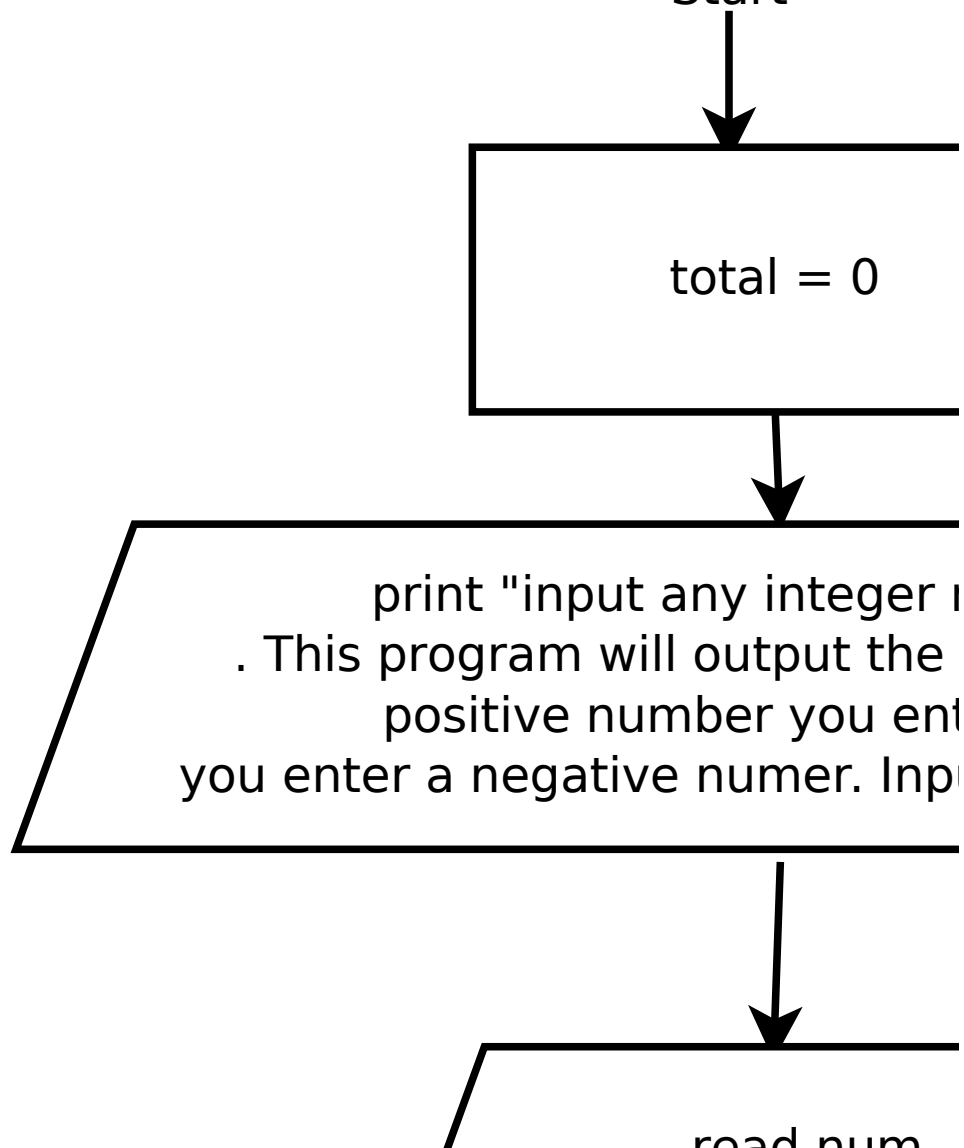 Start
total = 0
print "input any integer
. This program will output the
positive number you
you enter a negative numer.
read num